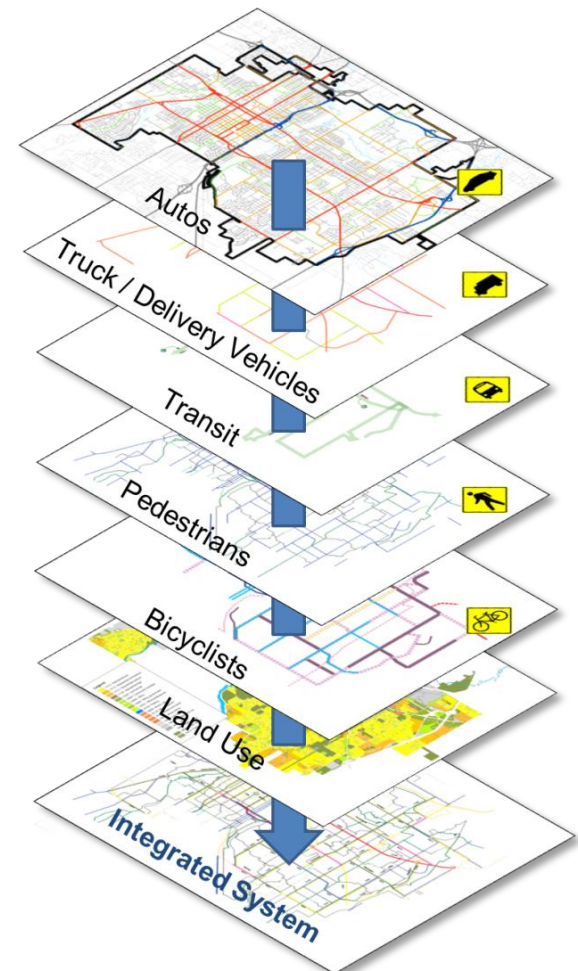 Autos
Truck / Delivery Vehicles
Transit
Pedestrians
Bicyclists
Land Use
Integrated System